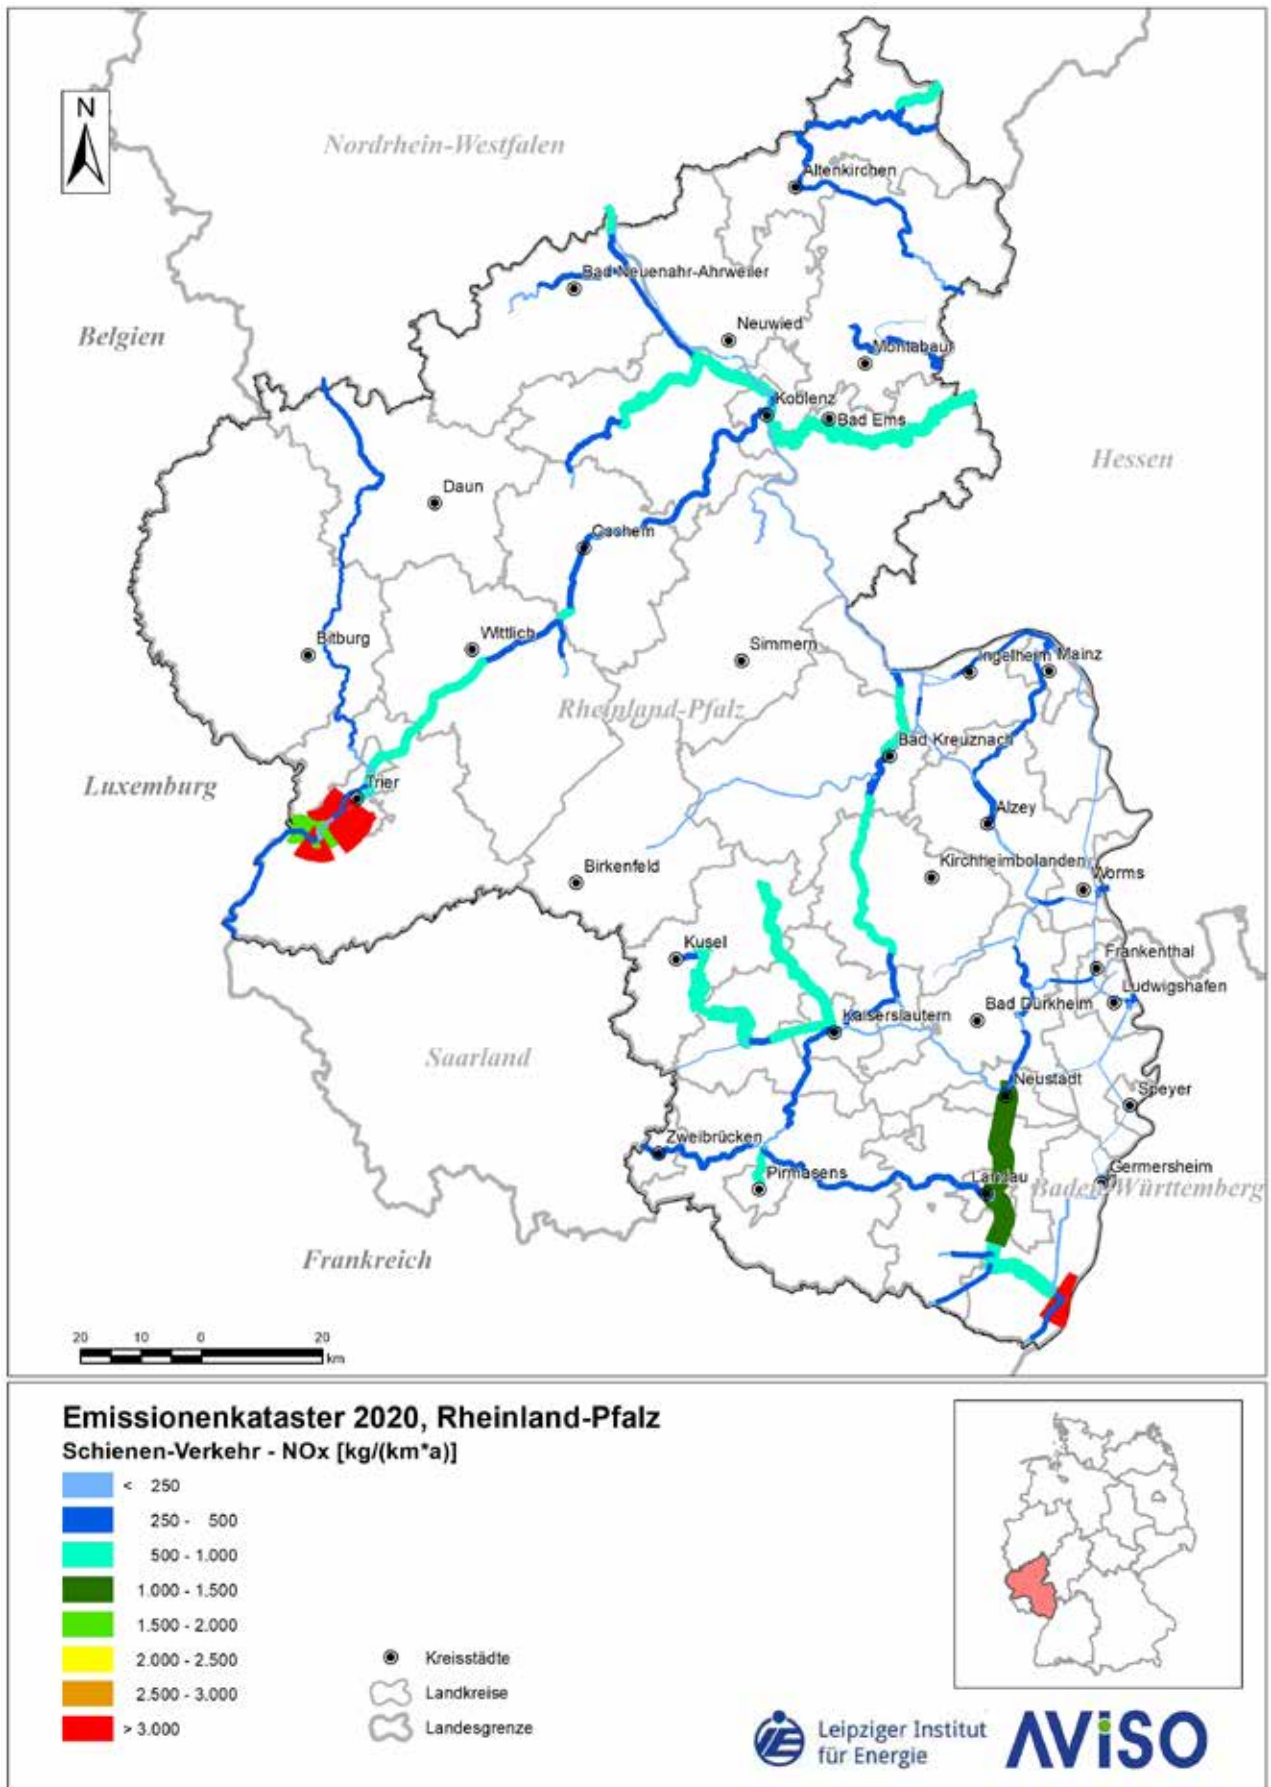 N
Nordrhein-Westfalen
Altenkirchen
Bad Neuenahr-Ahrweiler
Belgien
Neuwied
Montabaur
Koblenz
Bad Ems
Hessen
Daun
Cochem
Bitburg
Wittlich
Simmern
Ingelheim
Mainz
Rheinland-Pfalz
Bad Kreuznach
Luxemburg
Trier
Alzey
Birkenfeld
Kirchheimbolanden
Worms
Kusel
Frankenthal
Ludwigshafen
Kaiserslautern
Bad Dürkheim
Saarland
Neustadt
Speyer
Zweibrücken
Pirmasens
Landau
Germersheim
Baden-Württemberg
Frankreich
20 10 0 20
km
Emissionenkataster 2020, Rheinland-Pfalz
Schienen-Verkehr - NOx [kg/(km*a)]
< 250
250 - 500
500 - 1.000
1.000 - 1.500
1.500 - 2.000
2.000 - 2.500
2.500 - 3.000
> 3.000
Kreisstädte
Landkreise
Landesgrenze
Leipziger Institut
für Energie
AViSO